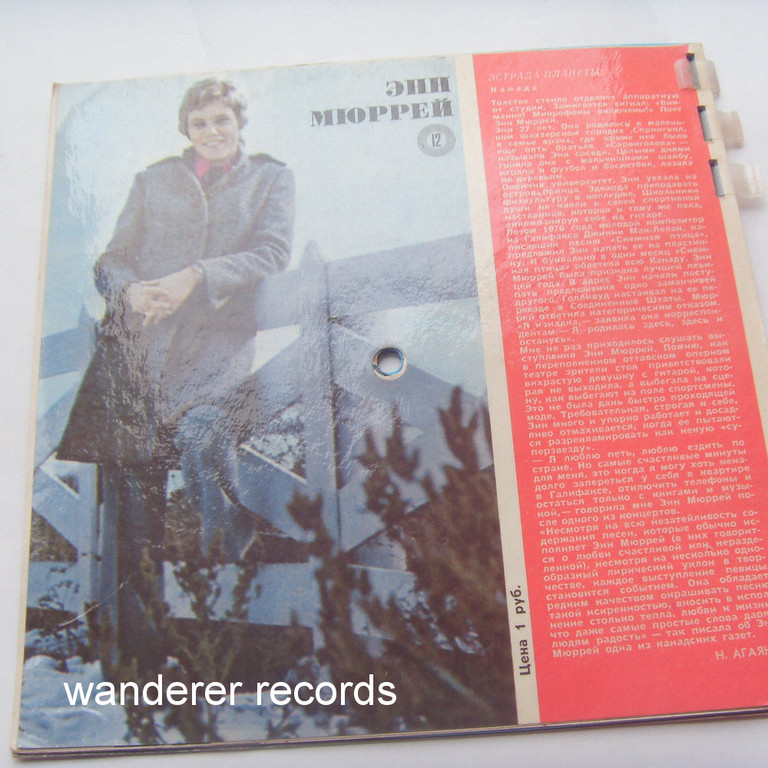 ЭНН
МЮРРЕЙ
12
ЭСТРАДА ПЛАНЕТЫ
Канада
Толстое стекло отделяет аппаратную
от студии. Зажигается сигнал: «Вни-
мание! Микрофоны включены!» Поет
Энн Мюррей.
Энн 27 лет. Она родилась в малень-
ком шахтерском городке Спрингхил,
в семье врача, где кроме нее было
еще пять братьев. «Сорвиголова» —
называли Энн соседи. Целыми днями
гоняла она с мальчишками шайбу,
играла в футбол и баскетбол, лазала
по деревьям.
Окончив университет, Энн уехала на
остров Принца Эдварда преподавать
физкультуру в колледже. Школьники
души не чаяли в своей спортивной
наставнице, которая к тому же пела,
аккомпанируя себе на гитаре.
Летом 1970 года молодой композитор
из Галифакса Джинни Мак-Лелан, на-
писавший песню «Снежная птица»,
предложил Энн напеть ее на пластин-
ку. И буквально в один месяц «Снеж-
ная птица» облетела всю Канаду. Энн
Мюррей была признана лучшей певи-
цей года. В адрес Энн начали посту-
пать предложения одно заманчивей
другого. Голливуд настаивал на ее пе-
реезде в Соединенные Штаты. Мюр-
рей ответила категорическим отказом.
«Я канадка,— заявила она корреспон-
дентам.— Я родилась здесь, здесь и
останусь».
Мне не раз приходилось слушать вы-
ступления Энн Мюррей. Помню, как
в переполненном оттавском оперном
театре зрители стоя приветствовали
вихрастую девушку с гитарой, кото-
рая не выходила, а выбегала на сце-
ну, как выбегают на поле спортсмены.
Это не была дань быстро проходящей
моде. Требовательная, строгая к себе,
Энн много и упорно работает и досад-
ливо отмахивается, когда ее пытают-
ся разрекламировать как некую «су-
перзвезду».
— Я люблю петь, люблю ездить по
стране. Но самые счастливые минуты
для меня, это когда я могу хоть нена-
долго запереться у себя в квартире
в Галифаксе, отключить телефоны и
остаться только с книгами и музы-
кой,— говорила мне Энн Мюррей по-
сле одного из концертов.
«Несмотря на всю незатейливость со-
держания песен, которые обычно ис-
полняет Энн Мюррей (в них говорит-
ся о любви счастливой или неразде-
ленной), несмотря на несколько одно-
образный лирический уклон в твор-
честве, каждое выступление певицы
становится событием. Она обладает
редким качеством окрашивать песню
такой искренностью, вносить в испол-
нение столько тепла, любви к жизни,
что даже самые простые слова дарят
людям радость» — так писала об Энн
Мюррей одна из канадских газет.
Н. АГАЯН
Цена 1 руб.
wanderer records